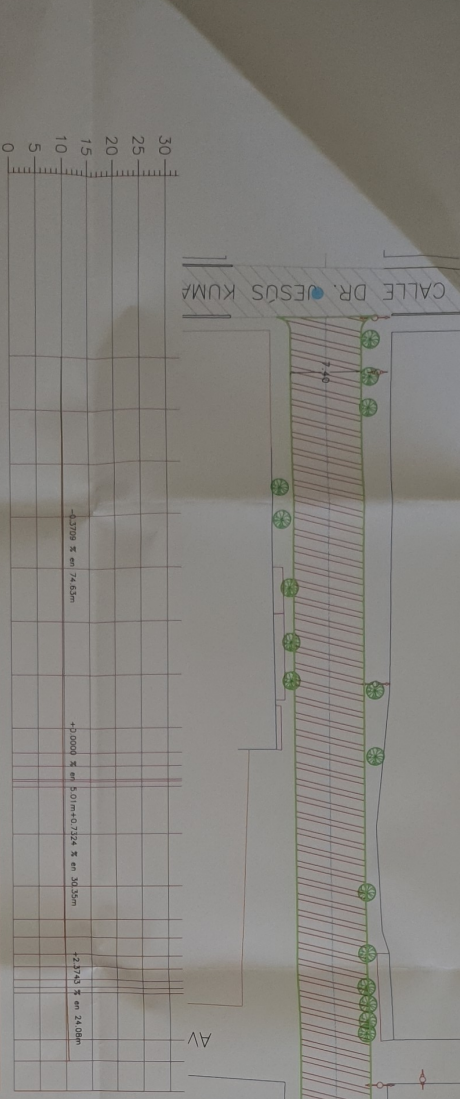 30
25
20
15
10
5
0
CALLE DR. JESÚS KUMA
7.40
-0.3709 % en 74.63m
+0.0000 % en 5.01m
+0.7324 % en 30.35m
+2.3743 % en 24.08m
AV